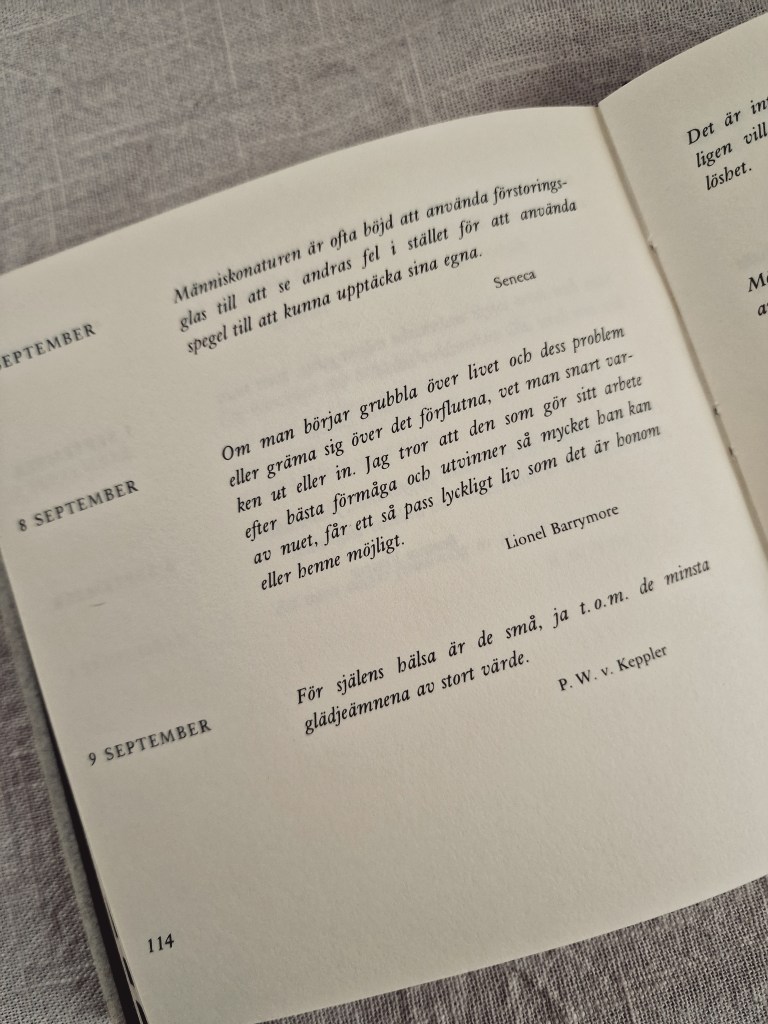 SEPTEMBER
Människonaturen är ofta böjd att använda förstorings-
glas till att se andras fel i stället för att använda
spegel till att kunna upptäcka sina egna.
Seneca
8 SEPTEMBER
Om man börjar grubbla över livet och dess problem
eller gräma sig över det förflutna, vet man snart var-
ken ut eller in. Jag tror att den som gör sitt arbete
efter bästa förmåga och utvinner så mycket han kan
av nuet, får ett så pass lyckligt liv som det är honom
eller henne möjligt.
Lionel Barrymore
9 SEPTEMBER
För själens hälsa är de små, ja t.o.m. de minsta
glädjeämnena av stort värde.
P. W. v. Keppler
114
Det är
ligen vill
löshet.